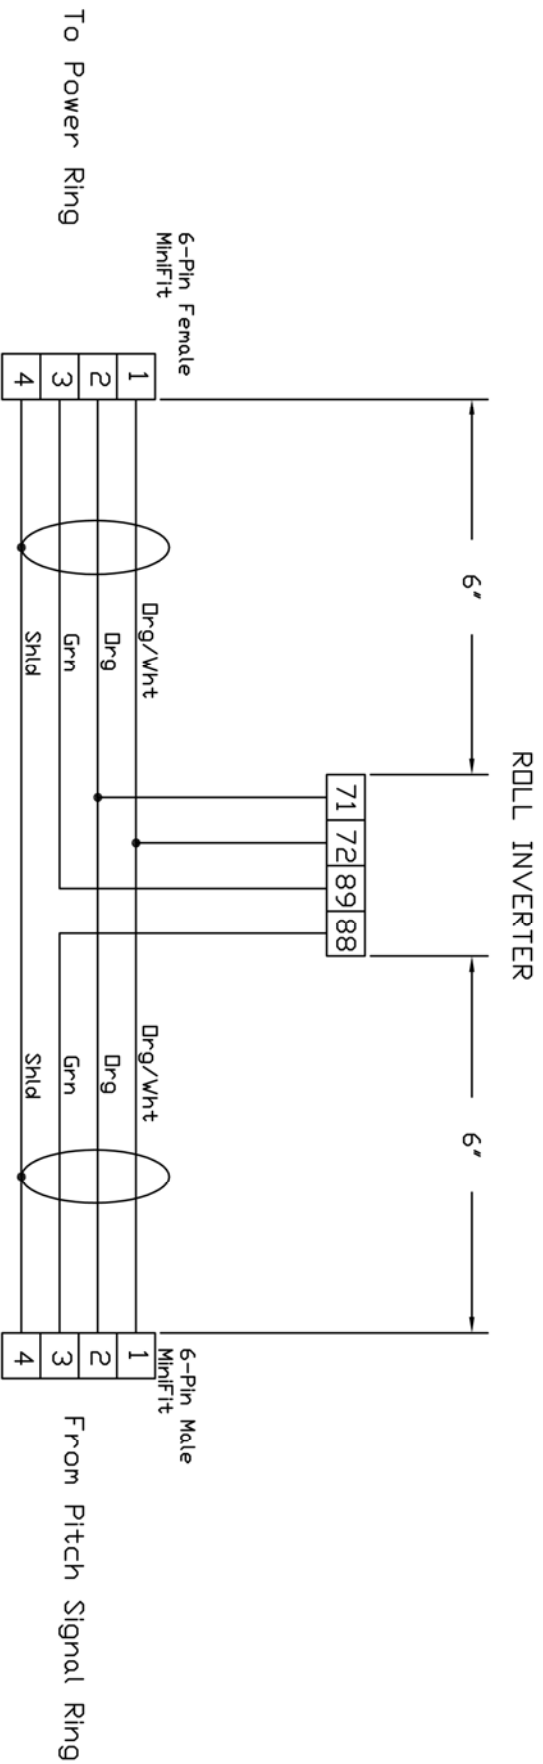 ROLL INVERTER
6"
6"
71 72 89 88
6-Pin Female
MiniFit
6-Pin Male
MiniFit
Org/Wht
Org/Wht
1
1
Org
Org
2
2
To Power Ring
Grn
Grn
3
3
From Pitch Signal Ring
Shld
Shld
4
4